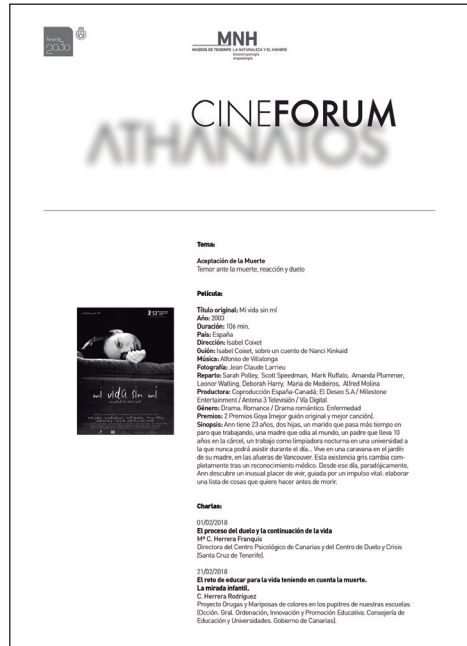 Tenerife
2030
MNH
MUSEOS DE TENERIFE LA NATURALEZA Y EL HOMBRE
bioantropología
arqueología
CINEFORUM
ATHANATOS
Tema:
Aceptación de la Muerte
Temor ante la muerte, reacción y duelo
Película:
Título original: Mi vida sin mí
Año: 2003
Duración: 106 min.
País: España
Dirección: Isabel Coixet
Guión: Isabel Coixet, sobre un cuento de Nanci Kinkaid
Música: Alfonso de Villalonga
Fotografía: Jean Claude Larrieu
Reparto: Sarah Polley, Scott Speedman, Mark Ruffalo, Amanda Plummer,
Leonor Watling, Deborah Harry, Maria de Medeiros, Alfred Molina
Productora: Coproducción España-Canadá; El Deseo S.A./ Milestone
Entertainment / Antena 3 Televisión / Vía Digital
Género: Drama. Romance / Drama romántico. Enfermedad
Premios: 2 Premios Goya (mejor guión original y mejor canción).
Sinopsis: Ann tiene 23 años, dos hijas, un marido que pasa más tiempo en
paro que trabajando, una madre que odia al mundo, un padre que lleva 10
años en la cárcel, un trabajo como limpiadora nocturna en una universidad a
la que nunca podrá asistir durante el día... Vive en una caravana en el jardín
de su madre, en las afueras de Vancouver. Esta existencia gris cambia com-
pletamente tras un reconocimiento médico. Desde ese día, paradójicamente,
Ann descubre un inusual placer de vivir, guiada por un impulso vital: elaborar
una lista de cosas que quiere hacer antes de morir.
mi vida sin mí
Charlas:
01/02/2018
El proceso del duelo y la continuación de la vida
Mª C. Herrera Franquis
Directora del Centro Psicológico de Canarias y del Centro de Duelo y Crisis
(Santa Cruz de Tenerife).
21/02/2018
El reto de educar para la vida teniendo en cuenta la muerte.
La mirada infantil.
C. Herrera Rodríguez
Proyecto Orugas y Mariposas de colores en los pupitres de nuestras escuelas
(Dcción. Gral. Ordenación, Innovación y Promoción Educativa. Consejería de
Educación y Universidades. Gobierno de Canarias).